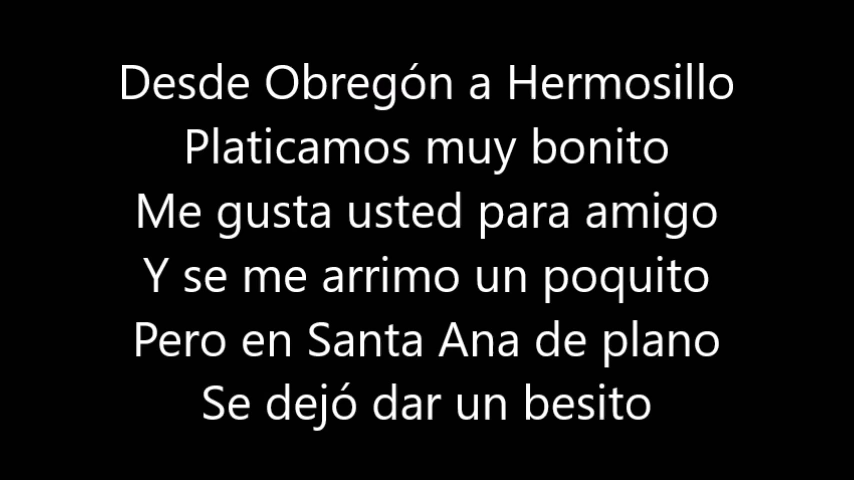 Desde Obregón a Hermosillo
Platicamos muy bonito
Me gusta usted para amigo
Y se me arrimo un poquito
Pero en Santa Ana de plano
Se dejó dar un besito